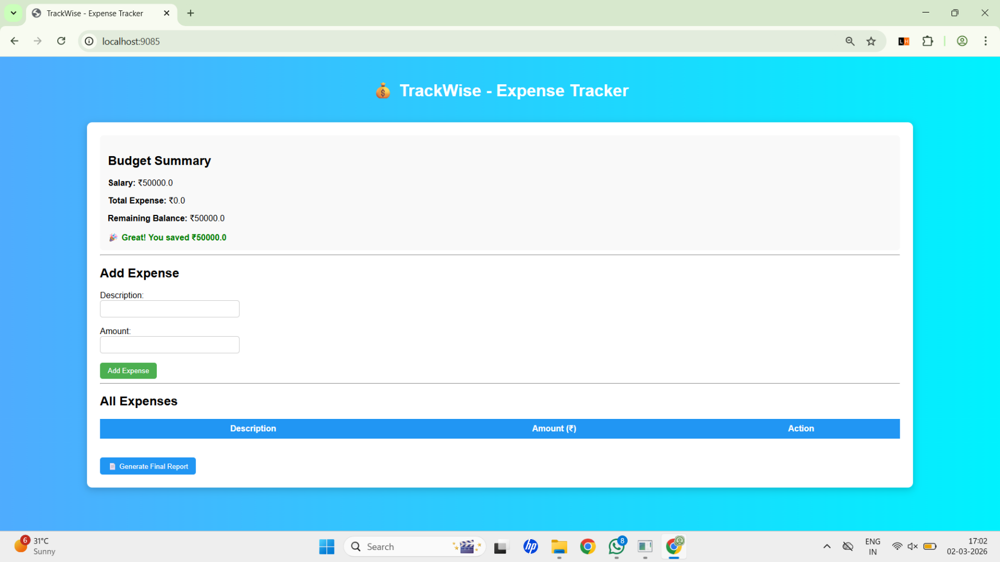 TrackWise - Expense Tracker
localhost:9085
LH
TrackWise - Expense Tracker
Budget Summary
Salary: ₹50000.0
Total Expense: ₹0.0
Remaining Balance: ₹50000.0
Great! You saved ₹50000.0
Add Expense
Description:
Amount:
Add Expense
All Expenses
Description Amount (₹) Action
Generate Final Report
6
31°C
Sunny
Search
hp
8
ENG
IN
17:02
02-03-2026